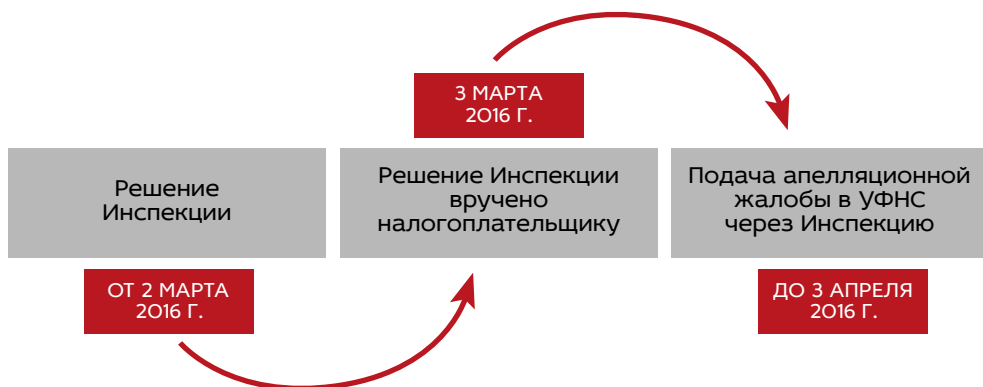 3 МАРТА
2016 Г.
Решение
Инспекции
Решение Инспекции
вручено
налогоплательщику
Подача апелляционной
жалобы в УФНС
через Инспекцию
ОТ 2 МАРТА
2016 Г.
ДО 3 АПРЕЛЯ
2016 Г.